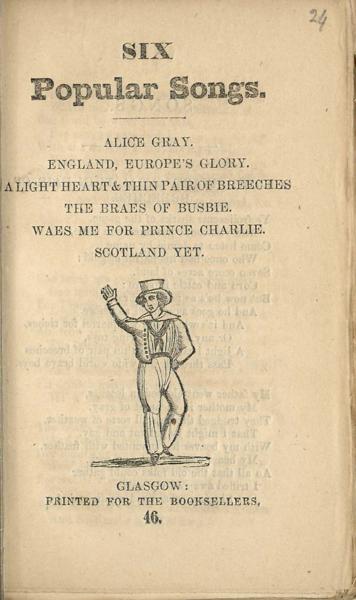 24
SIX
Popular Songs.
ALICE GRAY.
ENGLAND, EUROPE'S GLORY.
A LIGHT HEART & THIN PAIR OF BREECHES
THE BRAES OF BUSBIE.
WAES ME FOR PRINCE CHARLIE.
SCOTLAND YET.
GLASGOW:
PRINTED FOR THE BOOKSELLERS,
46.